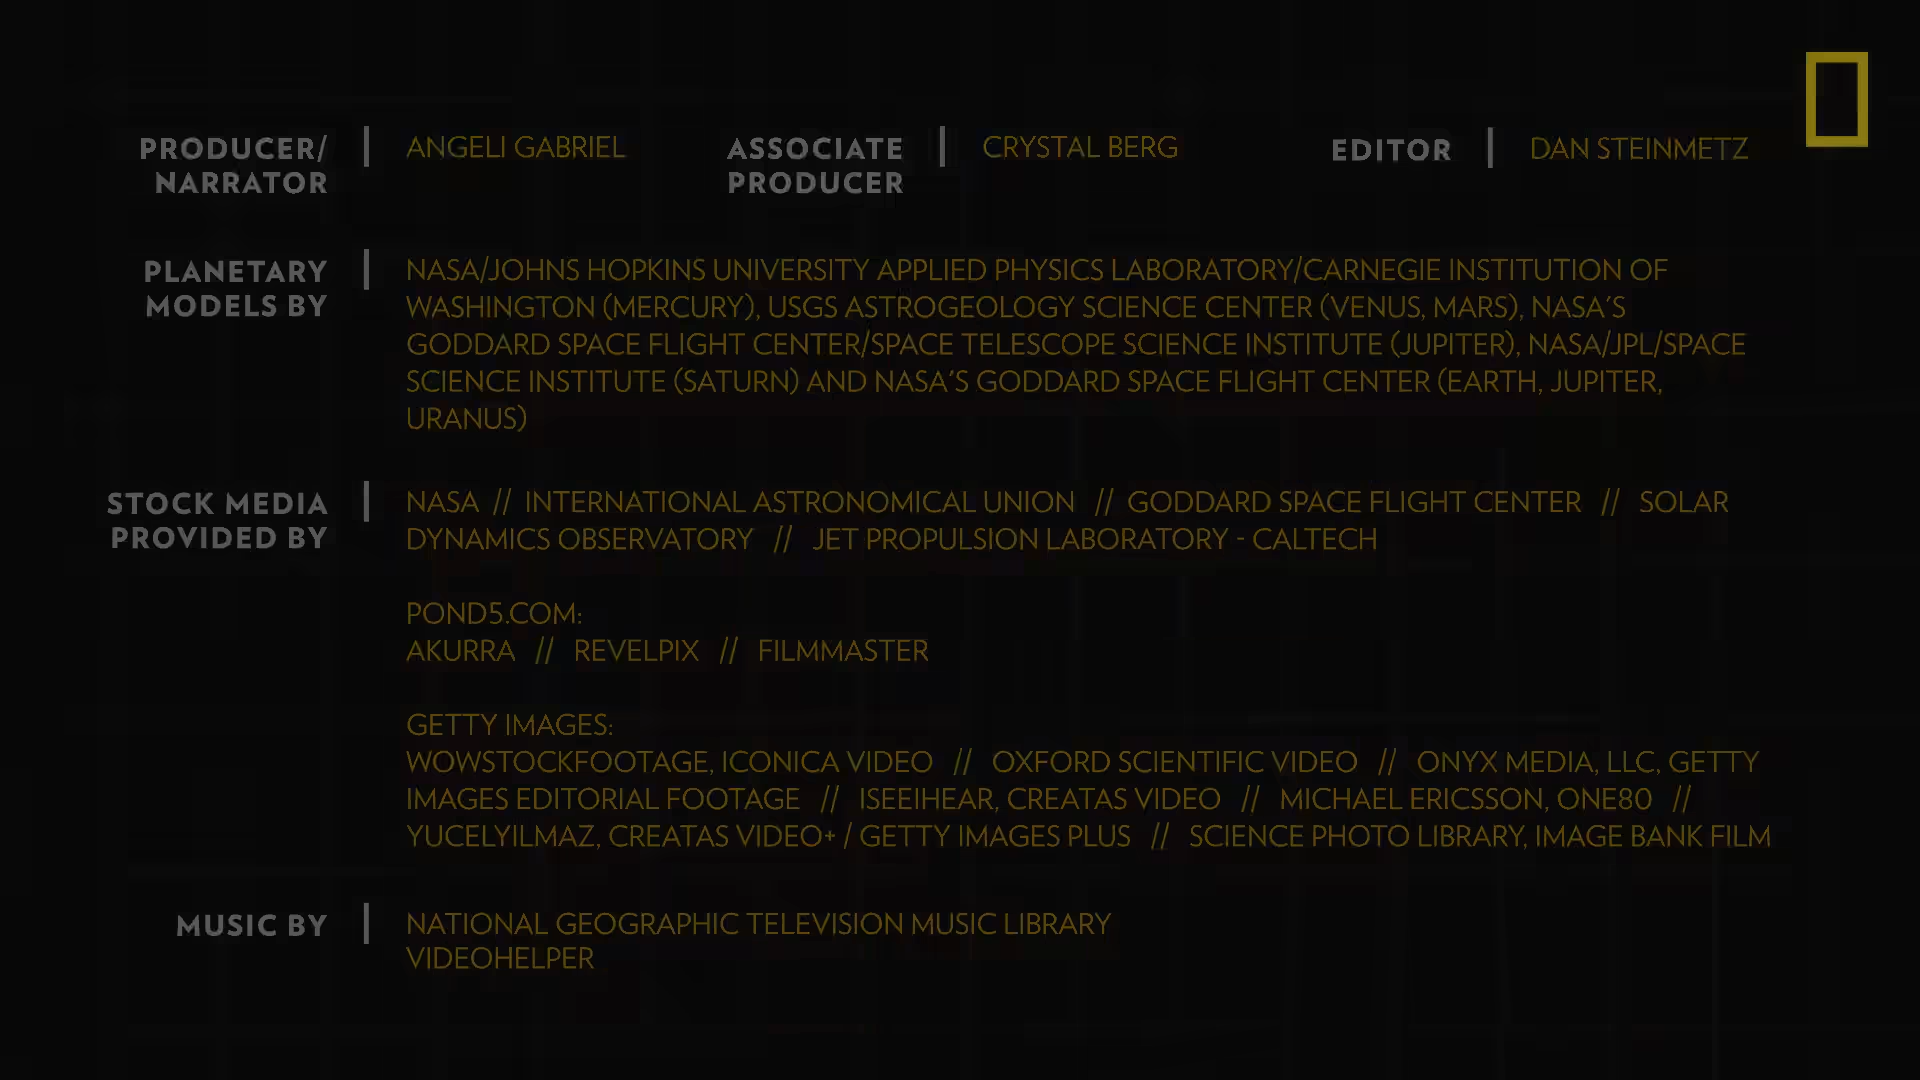 PRODUCER/ | ANGELI GABRIEL
NARRATOR
ASSOCIATE | CRYSTAL BERG
PRODUCER
EDITOR | DAN STEINMETZ
PLANETARY | NASA/JOHNS HOPKINS UNIVERSITY APPLIED PHYSICS LABORATORY/CARNEGIE INSTITUTION OF
MODELS BY WASHINGTON (MERCURY), USGS ASTROGEOLOGY SCIENCE CENTER (VENUS, MARS), NASA'S
GODDARD SPACE FLIGHT CENTER/SPACE TELESCOPE SCIENCE INSTITUTE (JUPITER), NASA/JPL/SPACE
SCIENCE INSTITUTE (SATURN) AND NASA'S GODDARD SPACE FLIGHT CENTER (EARTH, JUPITER,
URANUS)
STOCK MEDIA | NASA // INTERNATIONAL ASTRONOMICAL UNION // GODDARD SPACE FLIGHT CENTER // SOLAR
PROVIDED BY DYNAMICS OBSERVATORY // JET PROPULSION LABORATORY - CALTECH
POND5.COM:
AKURRA // REVELPIX // FILMMASTER
GETTY IMAGES:
WOWSTOCKFOOTAGE, ICONICA VIDEO // OXFORD SCIENTIFIC VIDEO // ONYX MEDIA, LLC, GETTY
IMAGES EDITORIAL FOOTAGE // ISEEIHEAR, CREATAS VIDEO // MICHAEL ERICSSON, ONE80 //
YUCELYILMAZ, CREATAS VIDEO+ / GETTY IMAGES PLUS // SCIENCE PHOTO LIBRARY, IMAGE BANK FILM
MUSIC BY | NATIONAL GEOGRAPHIC TELEVISION MUSIC LIBRARY
VIDEOHELPER